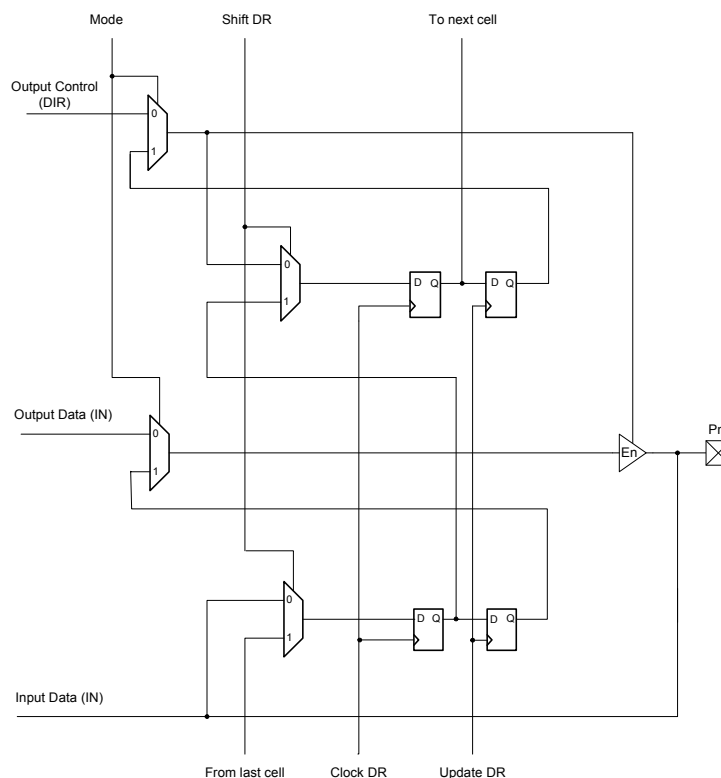 Mode
Shift DR
To next cell
Output Control
(DIR)
0
1
0
1
D Q
D Q
Output Data (IN)
0
1
En
0
1
D Q
D Q
Input Data (IN)
From last cell
Clock DR
Update DR